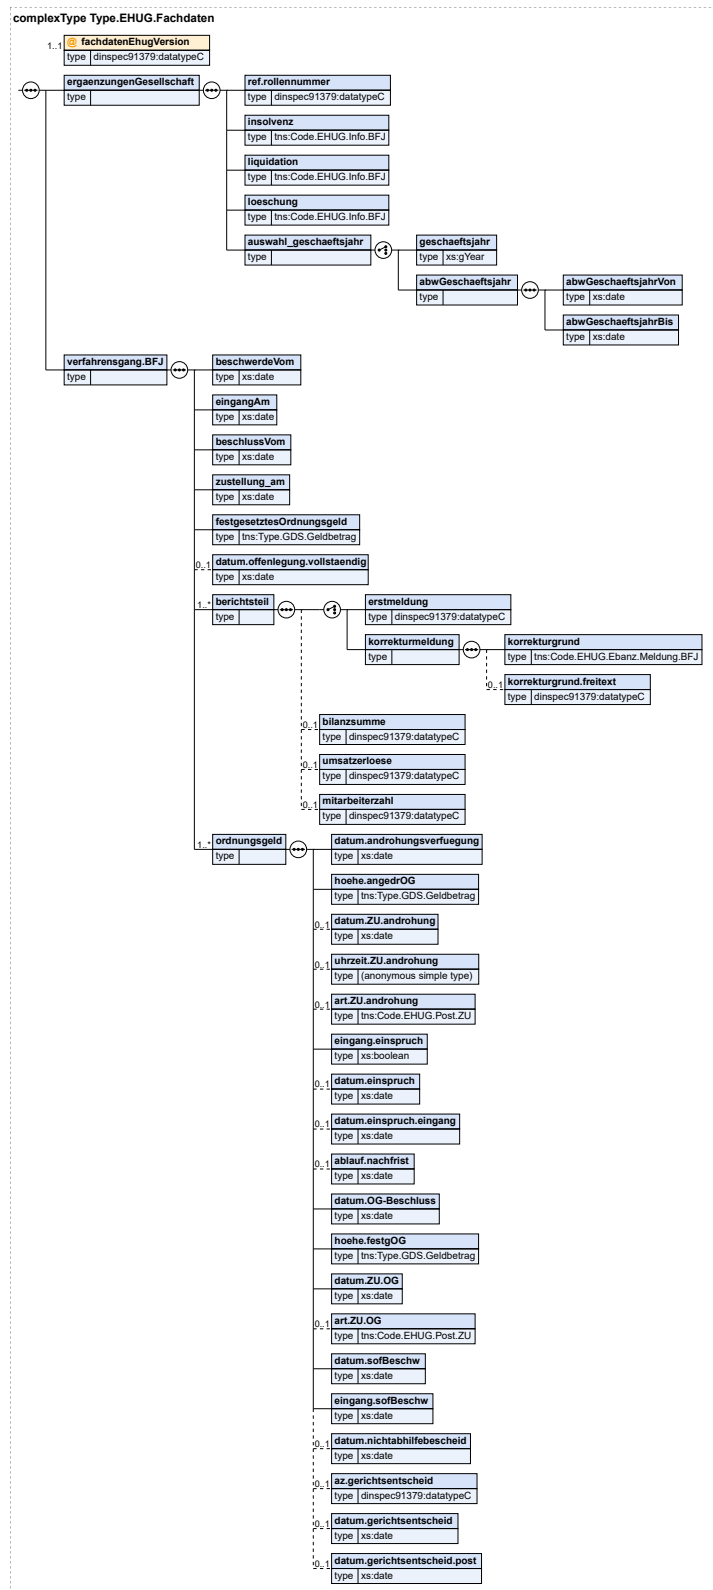 complexType Type.EHUG.Fachdaten
1..1
@ fachdatenEhugVersion
type dinspec91379:datatypeC
ergaenzungenGesellschaft
type
ref.rollennummer
type dinspec91379:datatypeC
insolvenz
type tns:Code.EHUG.Info.BFJ
liquidation
type tns:Code.EHUG.Info.BFJ
loeschung
type tns:Code.EHUG.Info.BFJ
auswahl_geschaeftsjahr
type
geschaeftsjahr
type xs:gYear
abwGeschaeftsjahr
type
abwGeschaeftsjahrVon
type xs:date
abwGeschaeftsjahrBis
type xs:date
verfahrensgang.BFJ
type
beschwerdeVom
type xs:date
eingangAm
type xs:date
beschlussVom
type xs:date
zustellung_am
type xs:date
festgesetztesOrdnungsgeld
type tns:Type.GDS.Geldbetrag
0..1
datum.offenlegung.vollstaendig
type xs:date
1..*
berichtsteil
type
erstmeldung
type dinspec91379:datatypeC
korrekturmeldung
type
korrekturgrund
type tns:Code.EHUG.Ebanz.Meldung.BFJ
0..1
korrekturgrund.freitext
type dinspec91379:datatypeC
0..1
bilanzsumme
type dinspec91379:datatypeC
0..1
umsatzerloese
type dinspec91379:datatypeC
0..1
mitarbeiterzahl
type dinspec91379:datatypeC
1..*
ordnungsgeld
type
datum.androhungsverfuegung
type xs:date
hoehe.angedrOG
type tns:Type.GDS.Geldbetrag
0..1
datum.ZU.androhung
type xs:date
0..1
uhrzeit.ZU.androhung
type (anonymous simple type)
0..1
art.ZU.androhung
type tns:Code.EHUG.Post.ZU
eingang.einspruch
type xs:boolean
0..1
datum.einspruch
type xs:date
0..1
datum.einspruch.eingang
type xs:date
0..1
ablauf.nachfrist
type xs:date
datum.OG-Beschluss
type xs:date
hoehe.festgOG
type tns:Type.GDS.Geldbetrag
datum.ZU.OG
type xs:date
0..1
art.ZU.OG
type tns:Code.EHUG.Post.ZU
datum.sofBeschw
type xs:date
eingang.sofBeschw
type xs:date
0..1
datum.nichtabhilfebescheid
type xs:date
0..1
az.gerichtsentscheid
type dinspec91379:datatypeC
0..1
datum.gerichtsentscheid
type xs:date
0..1
datum.gerichtsentscheid.post
type xs:date